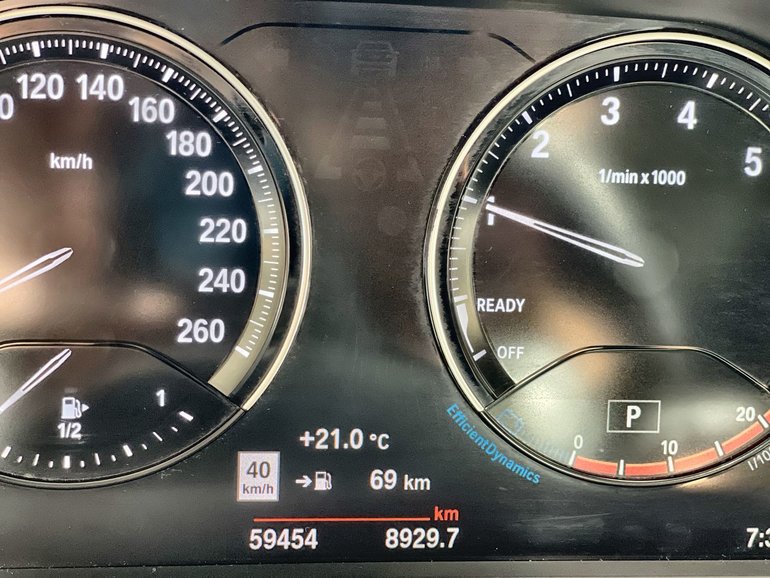 120
140
160
180
200
220
240
260
km/h
1/2
1
+21.0 °C
40
km/h
69 km
km
59454
8929.7
1
2
3
4
5
1/min x 1000
READY
OFF
EfficientDynamics
P
0
10
20